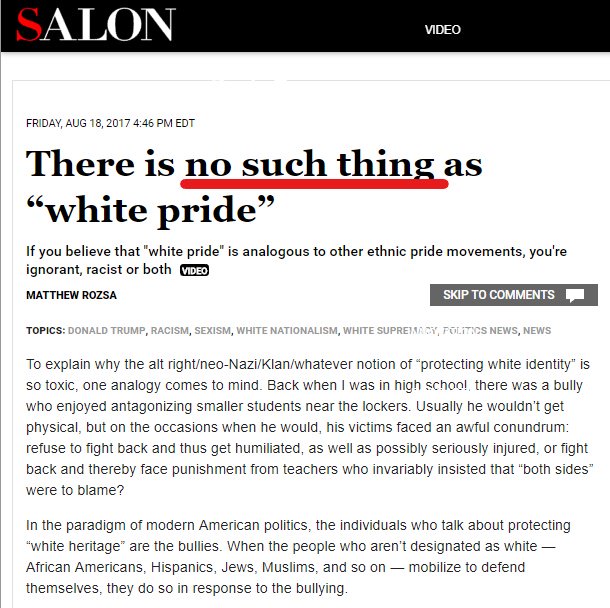 SALON
VIDEO
FRIDAY, AUG 18, 2017 4:46 PM EDT
There is no such thing as
“white pride”
If you believe that "white pride" is analogous to other ethnic pride movements, you're
ignorant, racist or both VIDEO
MATTHEW ROZSA
SKIP TO COMMENTS
TOPICS: DONALD TRUMP, RACISM, SEXISM, WHITE NATIONALISM, WHITE SUPREMACY, POLITICS NEWS, NEWS
To explain why the alt right/neo-Nazi/Klan/whatever notion of “protecting white identity” is
so toxic, one analogy comes to mind. Back when I was in high school, there was a bully
who enjoyed antagonizing smaller students near the lockers. Usually he wouldn’t get
physical, but on the occasions when he would, his victims faced an awful conundrum:
refuse to fight back and thus get humiliated, as well as possibly seriously injured, or fight
back and thereby face punishment from teachers who invariably insisted that “both sides”
were to blame?
In the paradigm of modern American politics, the individuals who talk about protecting
“white heritage” are the bullies. When the people who aren’t designated as white —
African Americans, Hispanics, Jews, Muslims, and so on — mobilize to defend
themselves, they do so in response to the bullying.